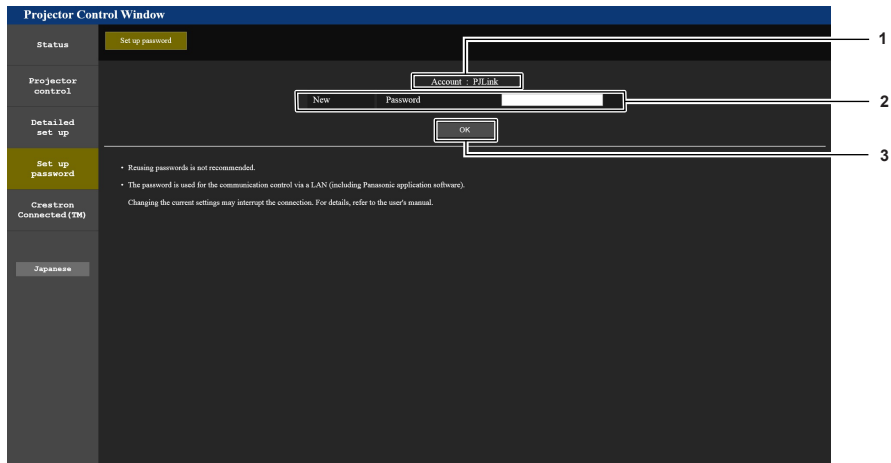 Projector Control Window
Status
Set up password
1
Projector
control
Account : PJLink
New Password
2
Detailed
set up
OK
3
Set up
password
• Reusing passwords is not recommended.
• The password is used for the communication control via a LAN (including Panasonic application software).
Changing the current settings may interrupt the connection. For details, refer to the user's manual.
Crestron
Connected(TM)
Japanese